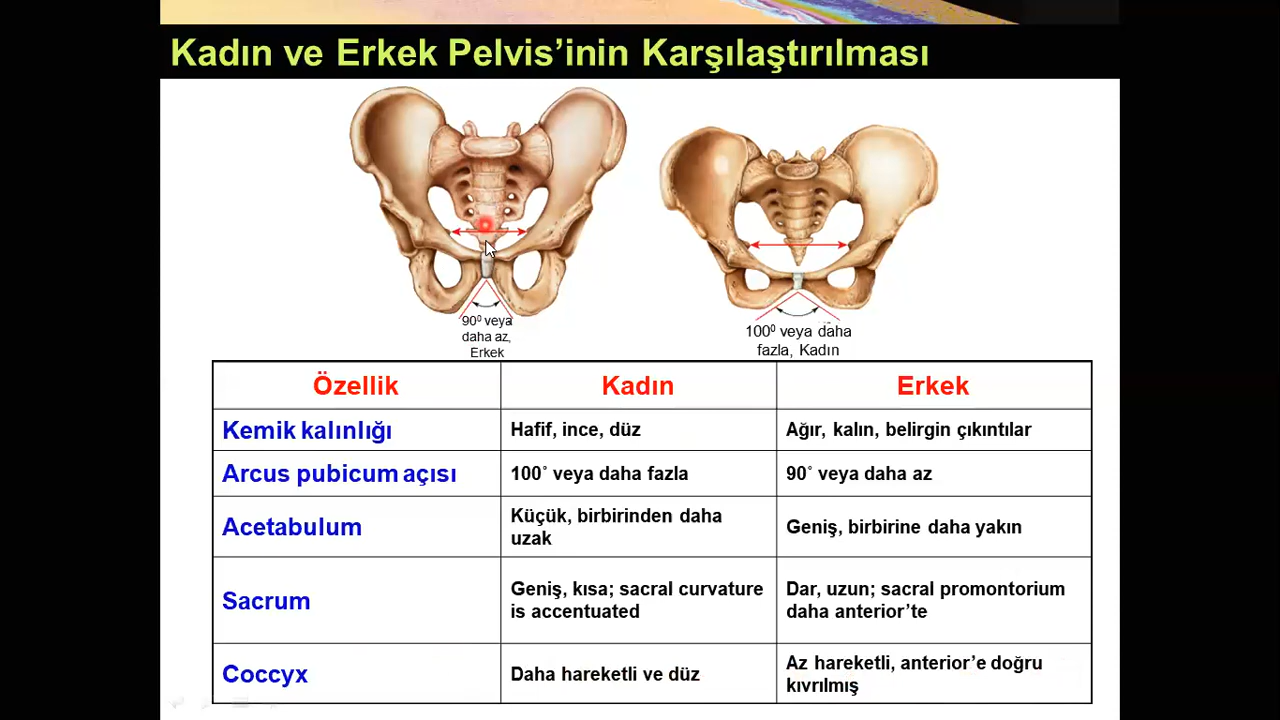 Kadın ve Erkek Pelvis’inin Karşılaştırılması
90⁰ veya
daha az,
Erkek
100⁰ veya daha
fazla, Kadın
Özellik
Kadın
Erkek
Kemik kalınlığı
Hafif, ince, düz
Ağır, kalın, belirgin çıkıntılar
Arcus pubicum açısı
100˚ veya daha fazla
90˚ veya daha az
Acetabulum
Küçük, birbirinden daha
uzak
Geniş, birbirine daha yakın
Sacrum
Geniş, kısa; sacral curvature
is accentuated
Dar, uzun; sacral promontorium
daha anterior’te
Coccyx
Daha hareketli ve düz
Az hareketli, anterior’e doğru
kıvrılmış